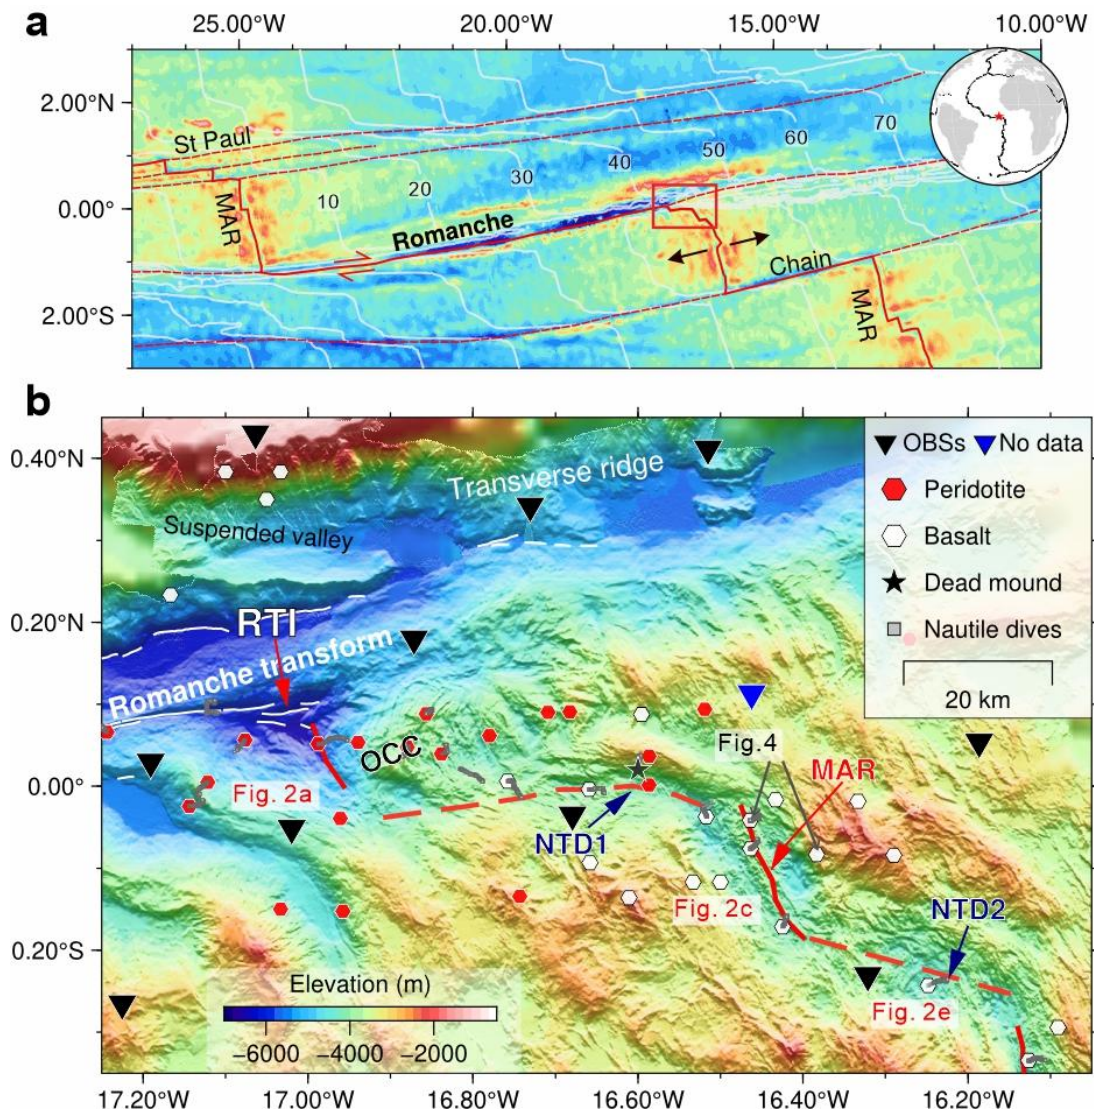 a
25.00°W 20.00°W 15.00°W 10.00°W
2.00°N
0.00°
2.00°S
St Paul
MAR
10
20
30
40
50
60
70
Romanche
Chain
MAR
b
0.40°N
0.20°N
0.00°
0.20°S
OBSs No data
Peridotite
Basalt
Dead mound
Nautile dives
20 km
Transverse ridge
Suspended valley
RTI
Romanche transform
OCC
Fig.4
MAR
Fig. 2a
NTD1
Fig. 2c
NTD2
Fig. 2e
Elevation (m)
−6000 −4000 −2000
17.20°W 17.00°W 16.80°W 16.60°W 16.40°W 16.20°W